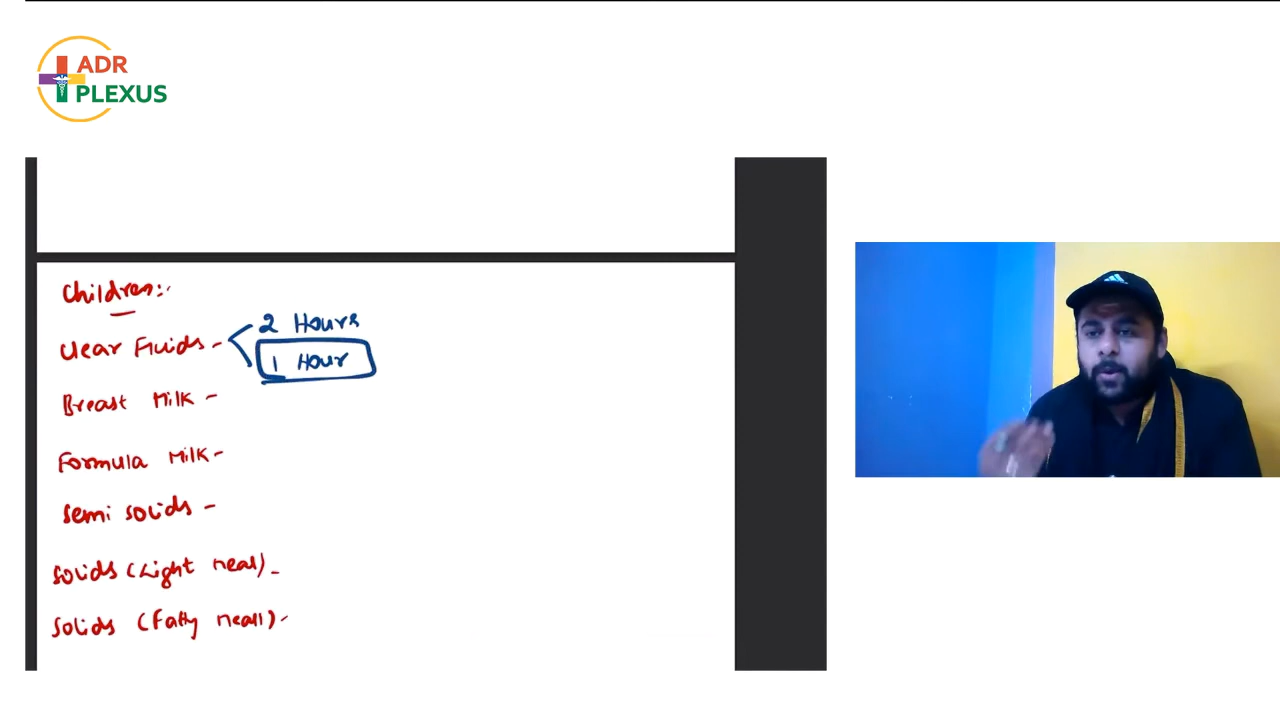 ADR
PLEXUS
Children:-
Clear Fluids - 2 Hours
1 Hour
Breast Milk -
Formula Milk -
Semi Solids -
Solids (Light meal) -
Solids (Fatty meal) -